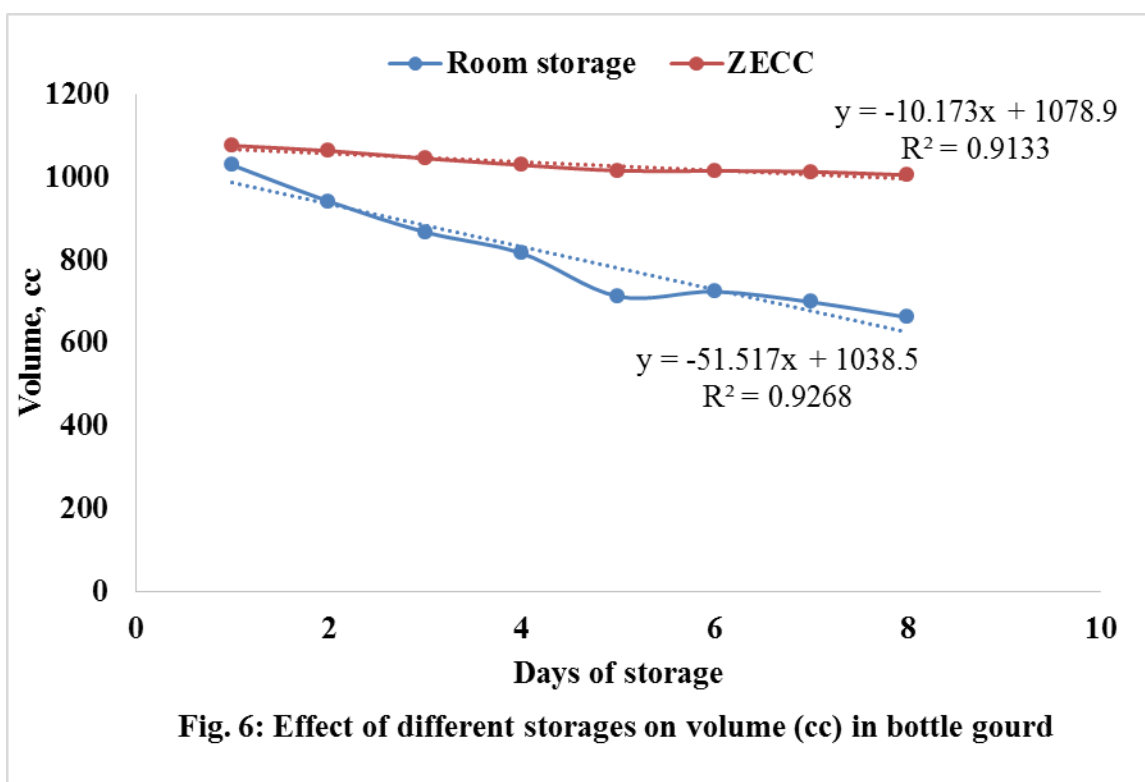 Room storage ZECC
1200
1000
800
600
400
200
0
y = -10.173x + 1078.9
R² = 0.9133
y = -51.517x + 1038.5
R² = 0.9268
Volume, cc
0 2 4 6 8 10
Days of storage
Fig. 6: Effect of different storages on volume (cc) in bottle gourd